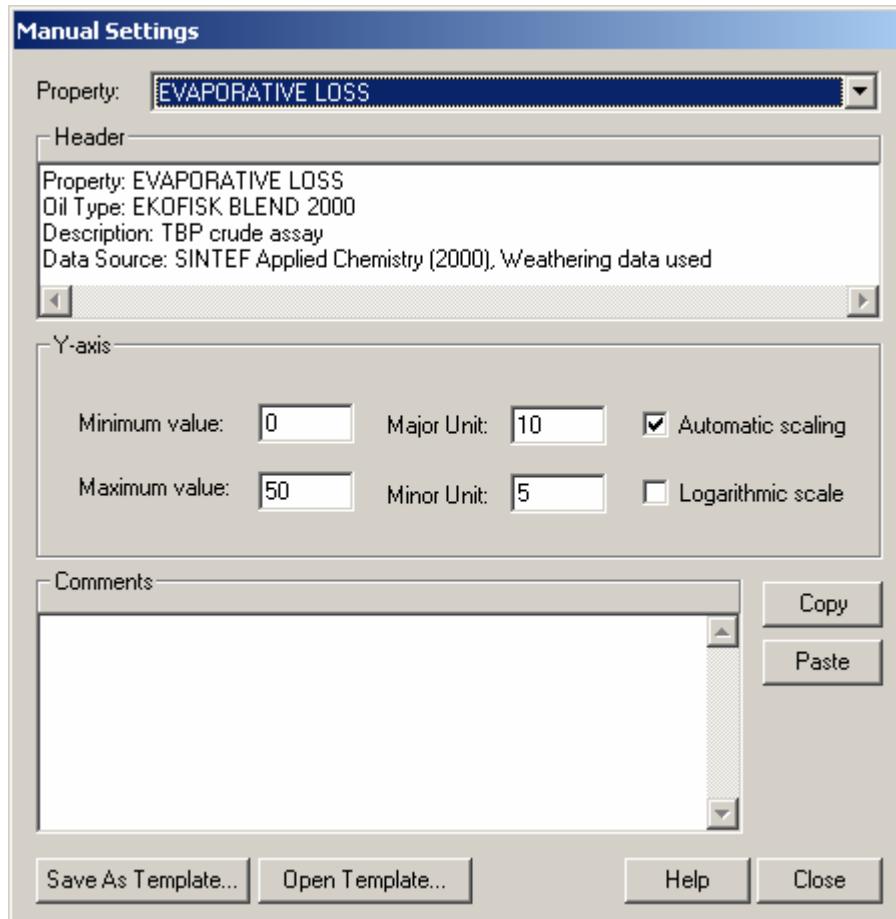 Manual Settings
Property: EVAPORATIVE LOSS
Header
Property: EVAPORATIVE LOSS
Oil Type: EKOFISK BLEND 2000
Description: TBP crude assay
Data Source: SINTEF Applied Chemistry (2000), Weathering data used
Y-axis
Minimum value: 0 Major Unit: 10 Automatic scaling
Maximum value: 50 Minor Unit: 5 Logarithmic scale
Comments
Copy
Paste
Save As Template... Open Template... Help Close